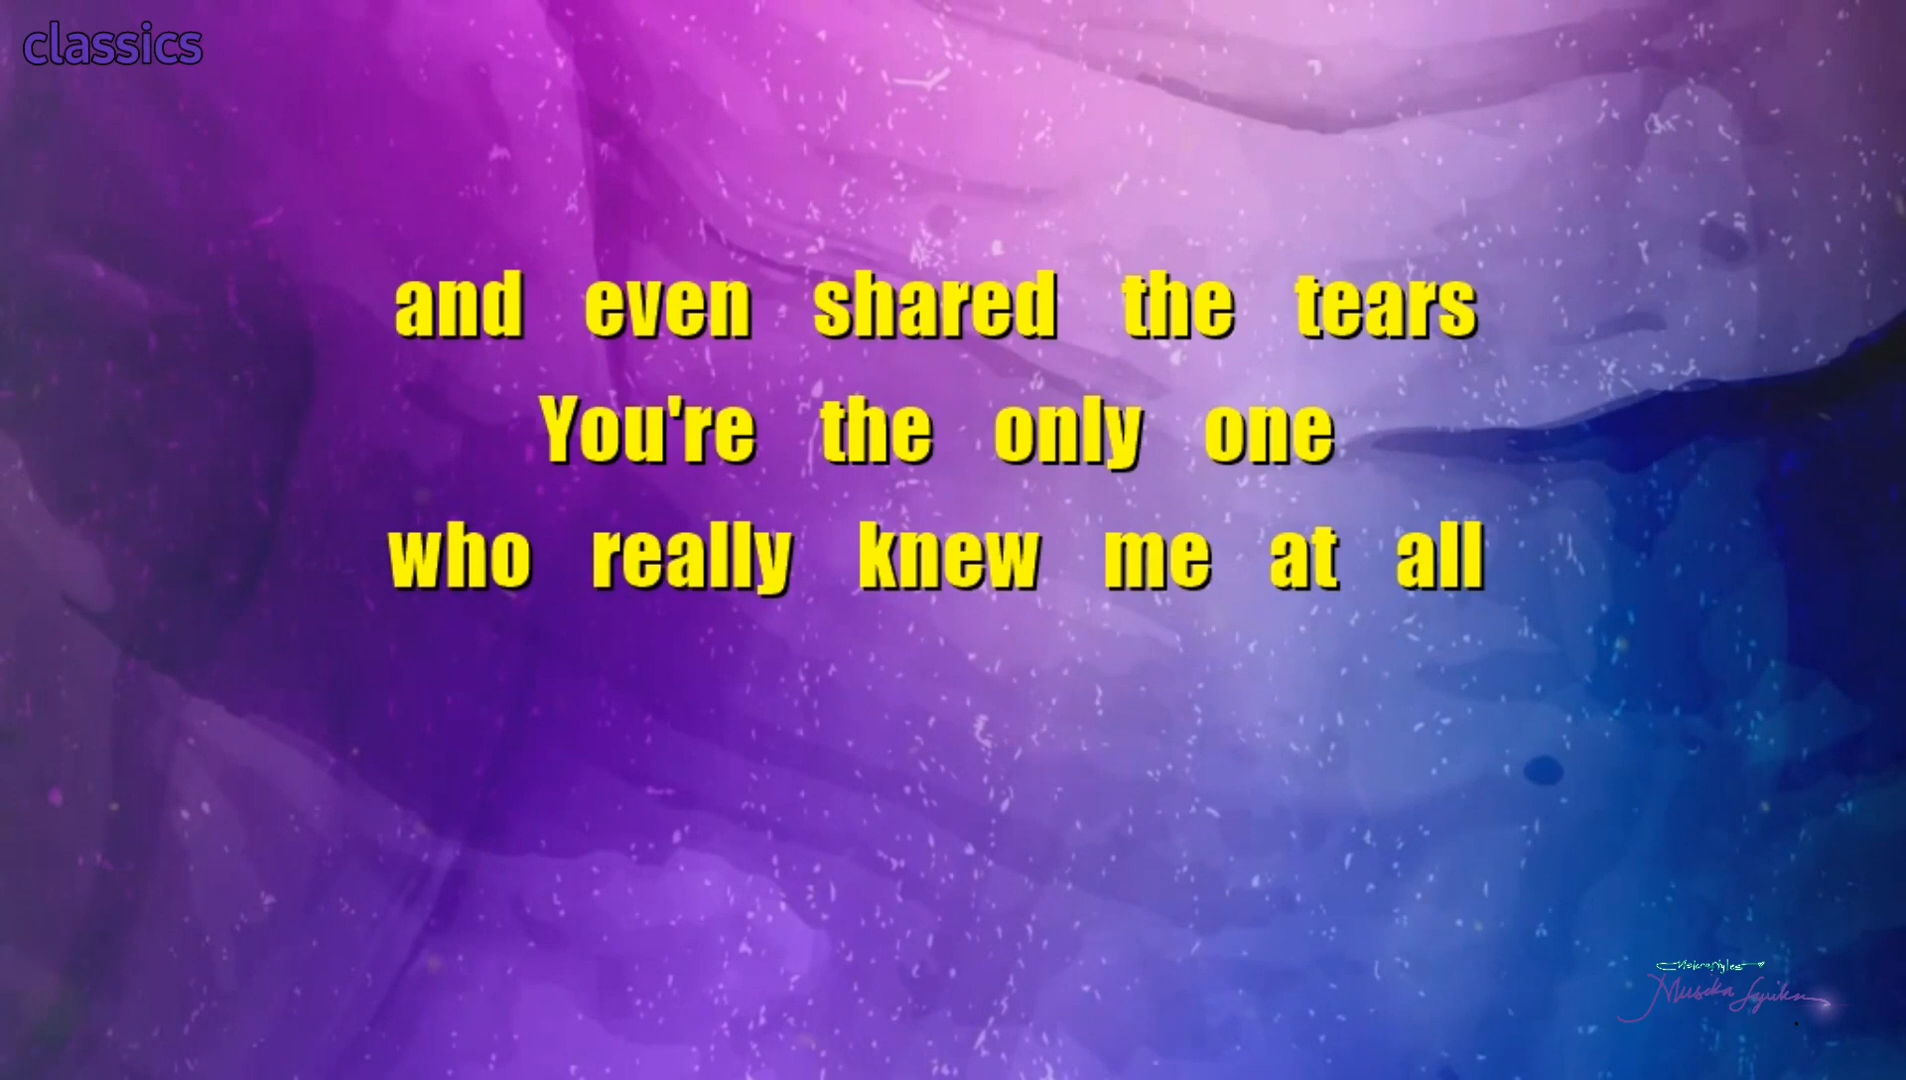 classics
and even shared the tears
You're the only one
who really knew me at all